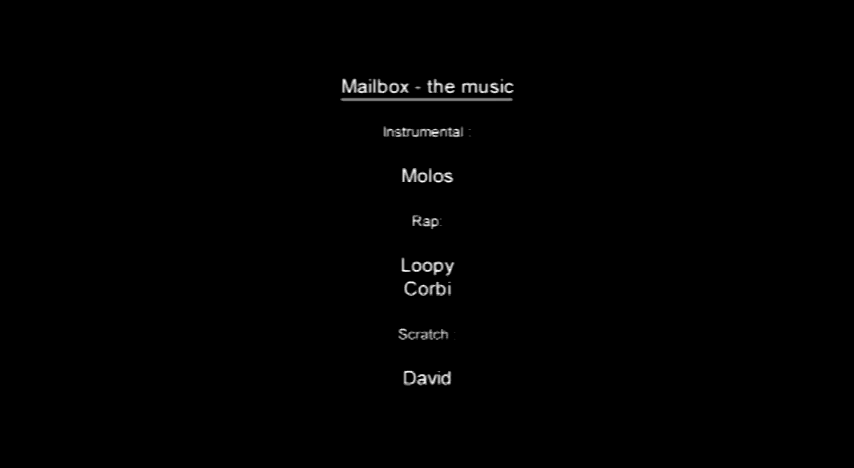 Mailbox - the music
Instrumental :
Molos
Rap:
Loopy
Corbi
Scratch :
David